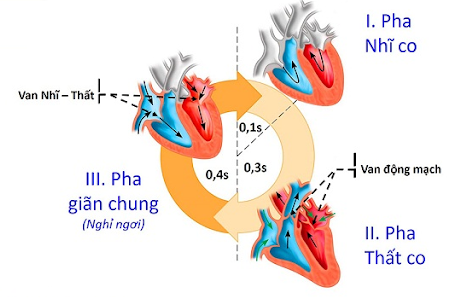 I. Pha
Nhĩ co
Van Nhĩ – Thất
0,1s
0,4s
0,3s
Van động mạch
III. Pha
giãn chung
(Nghỉ ngơi)
II. Pha
Thất co